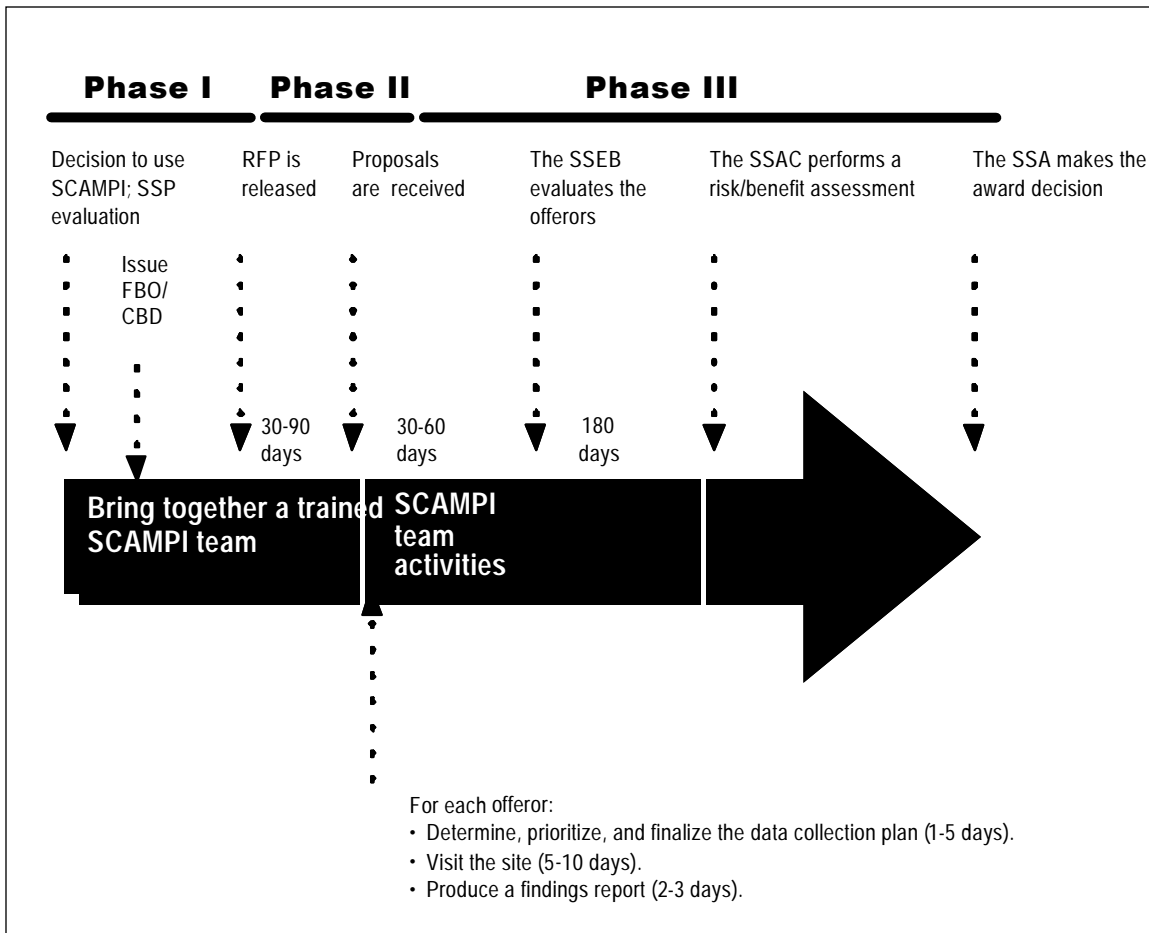 Phase I
Phase II
Phase III
Decision to use
SCAMPI; SSP
evaluation
RFP is
released
Proposals
are received
The SSEB
evaluates the
offerors
The SSAC performs a
risk/benefit assessment
The SSA makes the
award decision
Issue
FBO/
CBD
30-90
days
30-60
days
180
days
Bring together a trained
SCAMPI team
SCAMPI
team
activities
For each offeror:
• Determine, prioritize, and finalize the data collection plan (1-5 days).
• Visit the site (5-10 days).
• Produce a findings report (2-3 days).